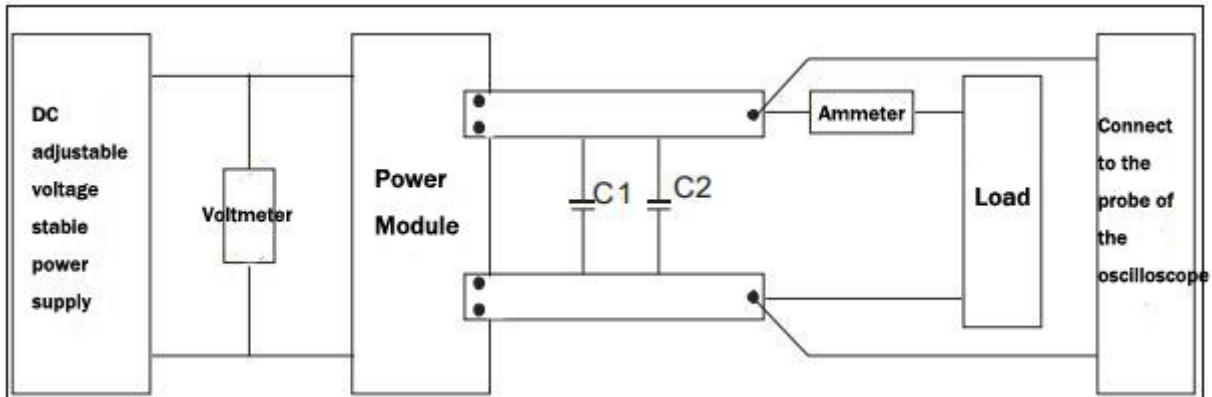 DC
adjustable
voltage
stable
power
supply
Voltmeter
Power
Module
C1
C2
Ammeter
Load
Connect
to the
probe of
the
oscilloscope